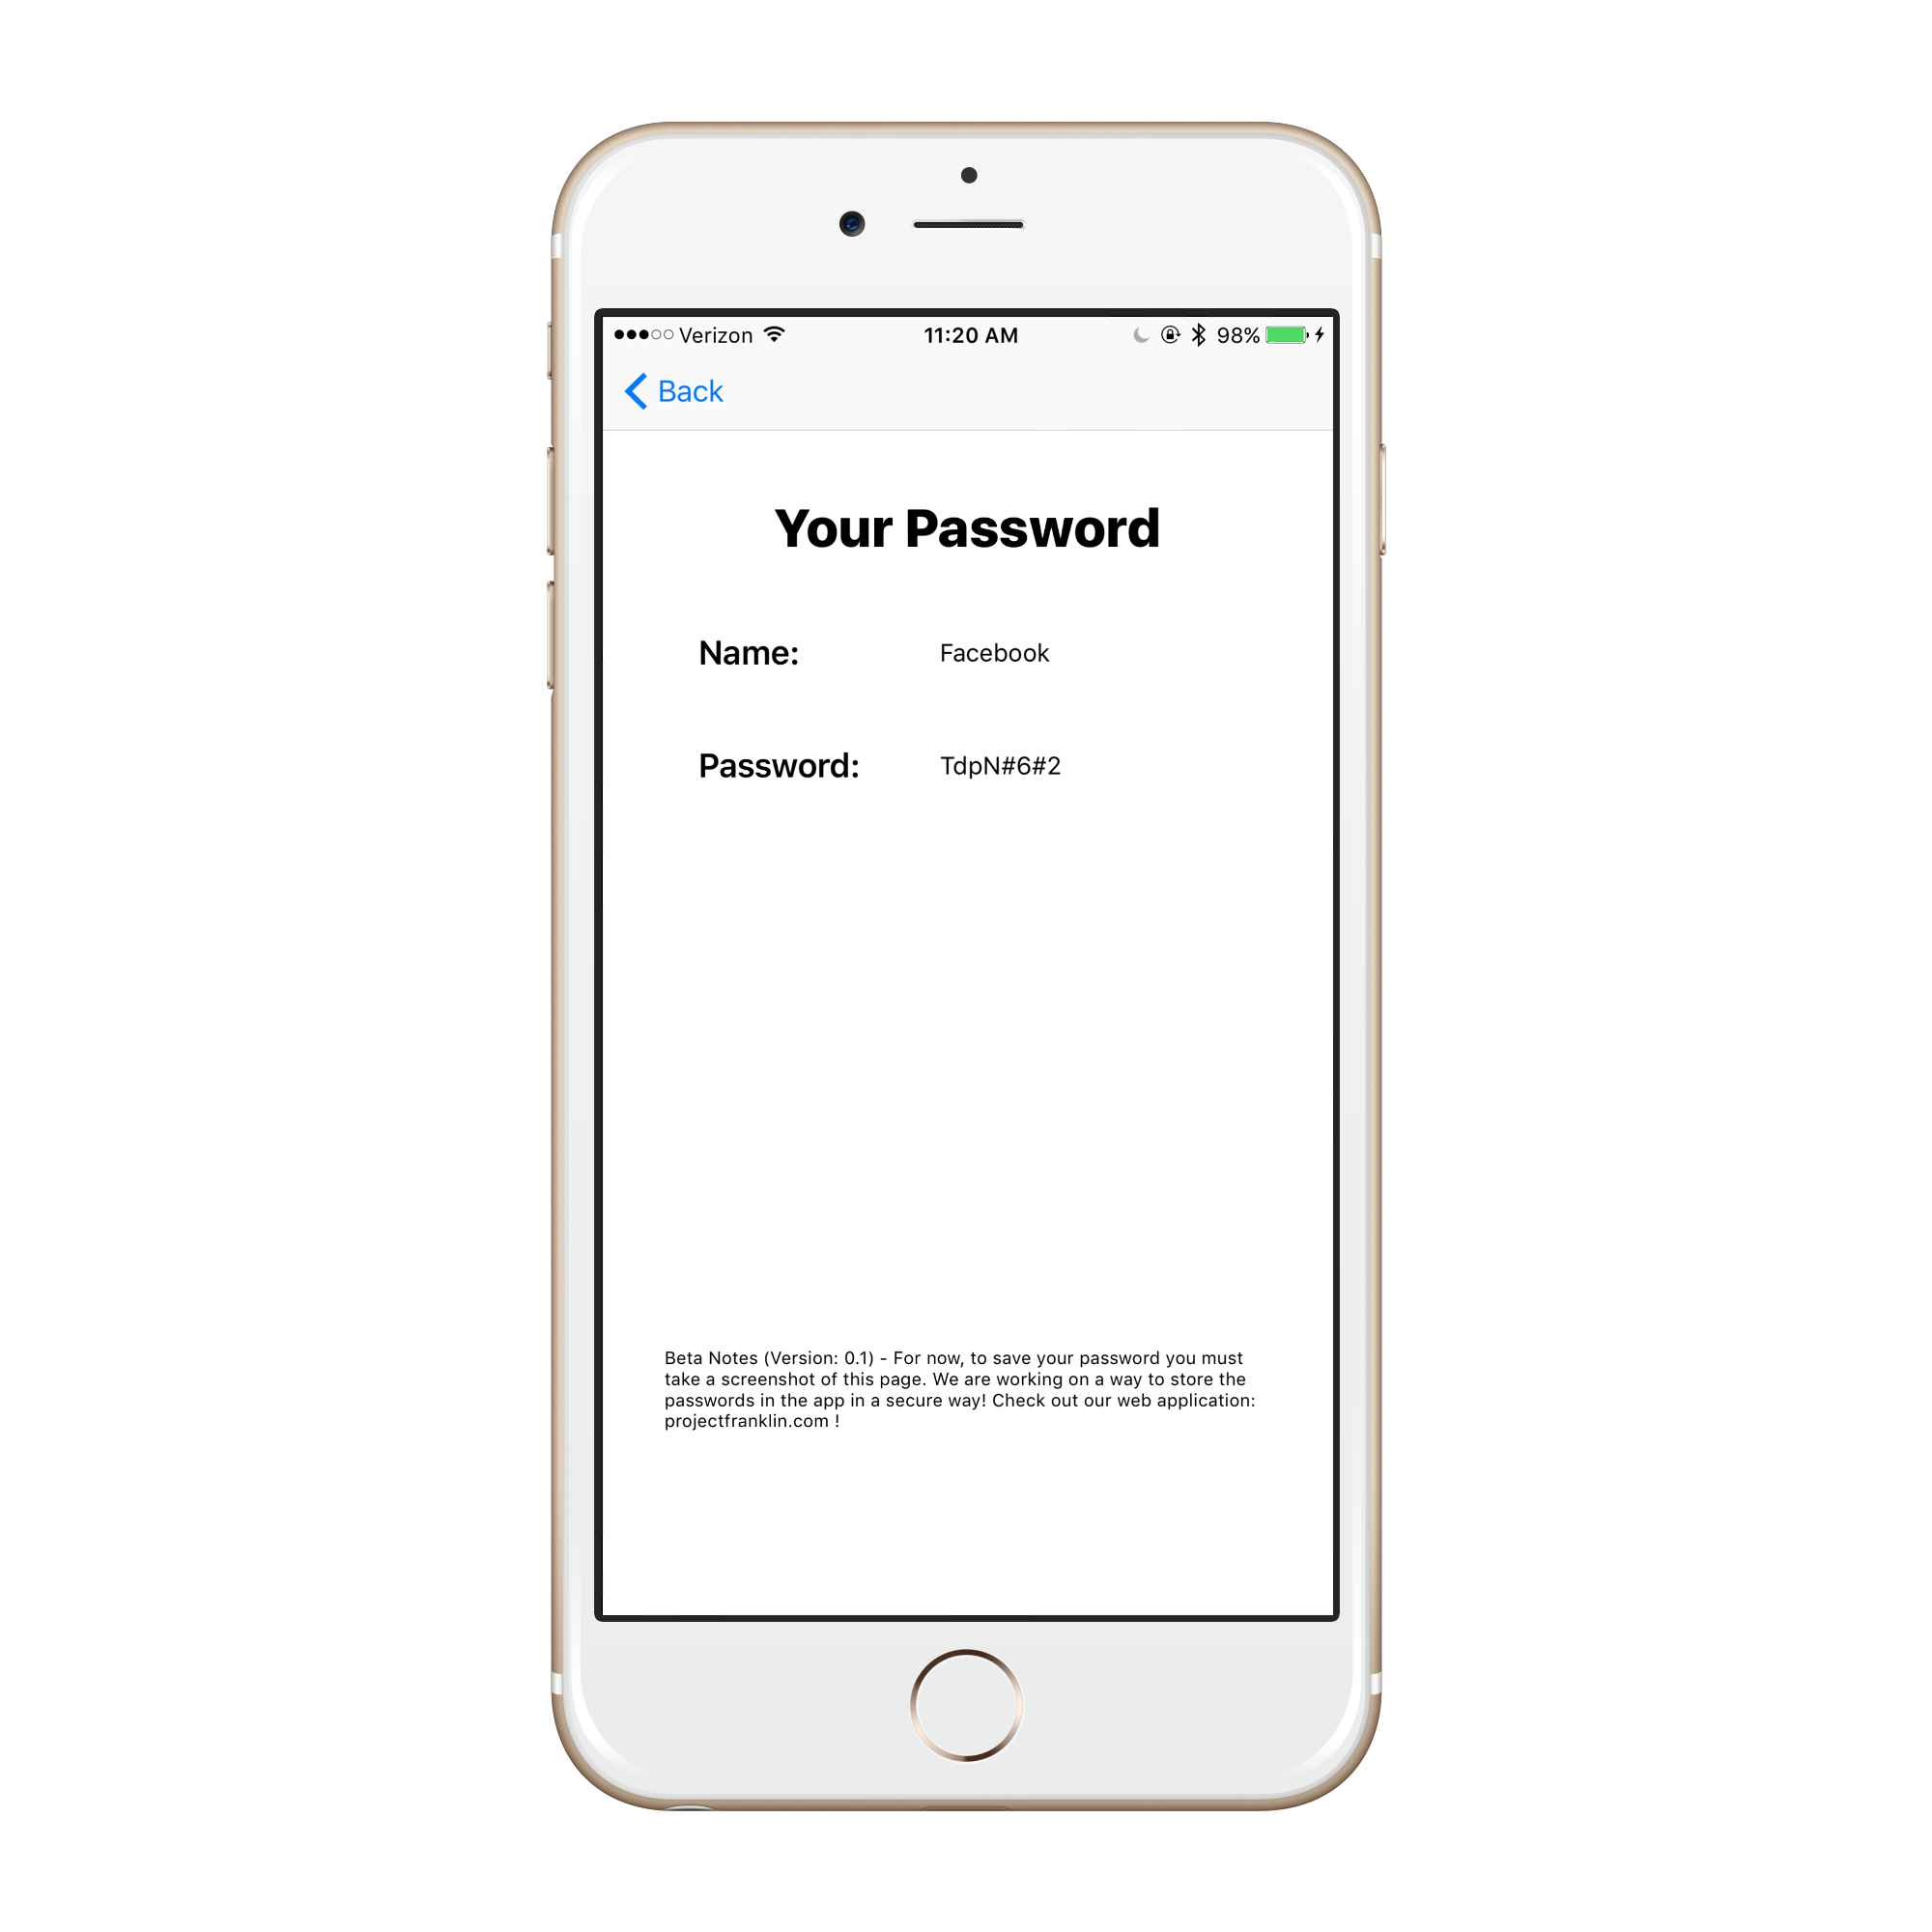 Verizon 11:20 AM 98%
Back
Your Password
Name: Facebook
Password: TdpN#6#2
Beta Notes (Version: 0.1) - For now, to save your password you must
take a screenshot of this page. We are working on a way to store the
passwords in the app in a secure way! Check out our web application:
projectfranklin.com !